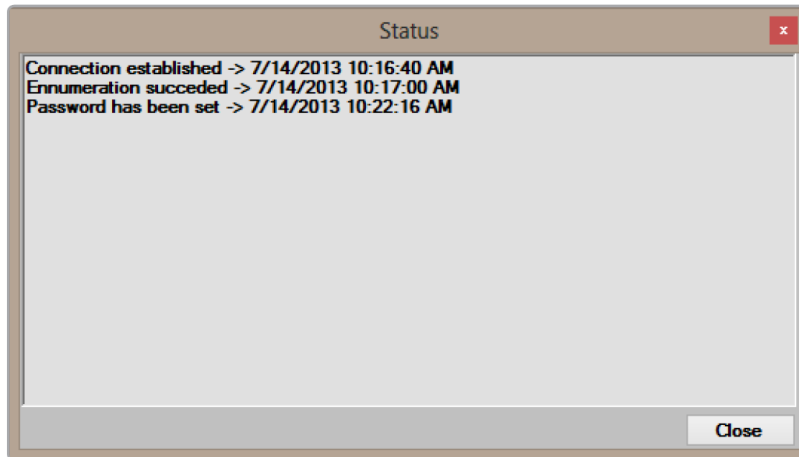 Status
x
Connection established -> 7/14/2013 10:16:40 AM
Ennumeration succeded -> 7/14/2013 10:17:00 AM
Password has been set -> 7/14/2013 10:22:16 AM
Close